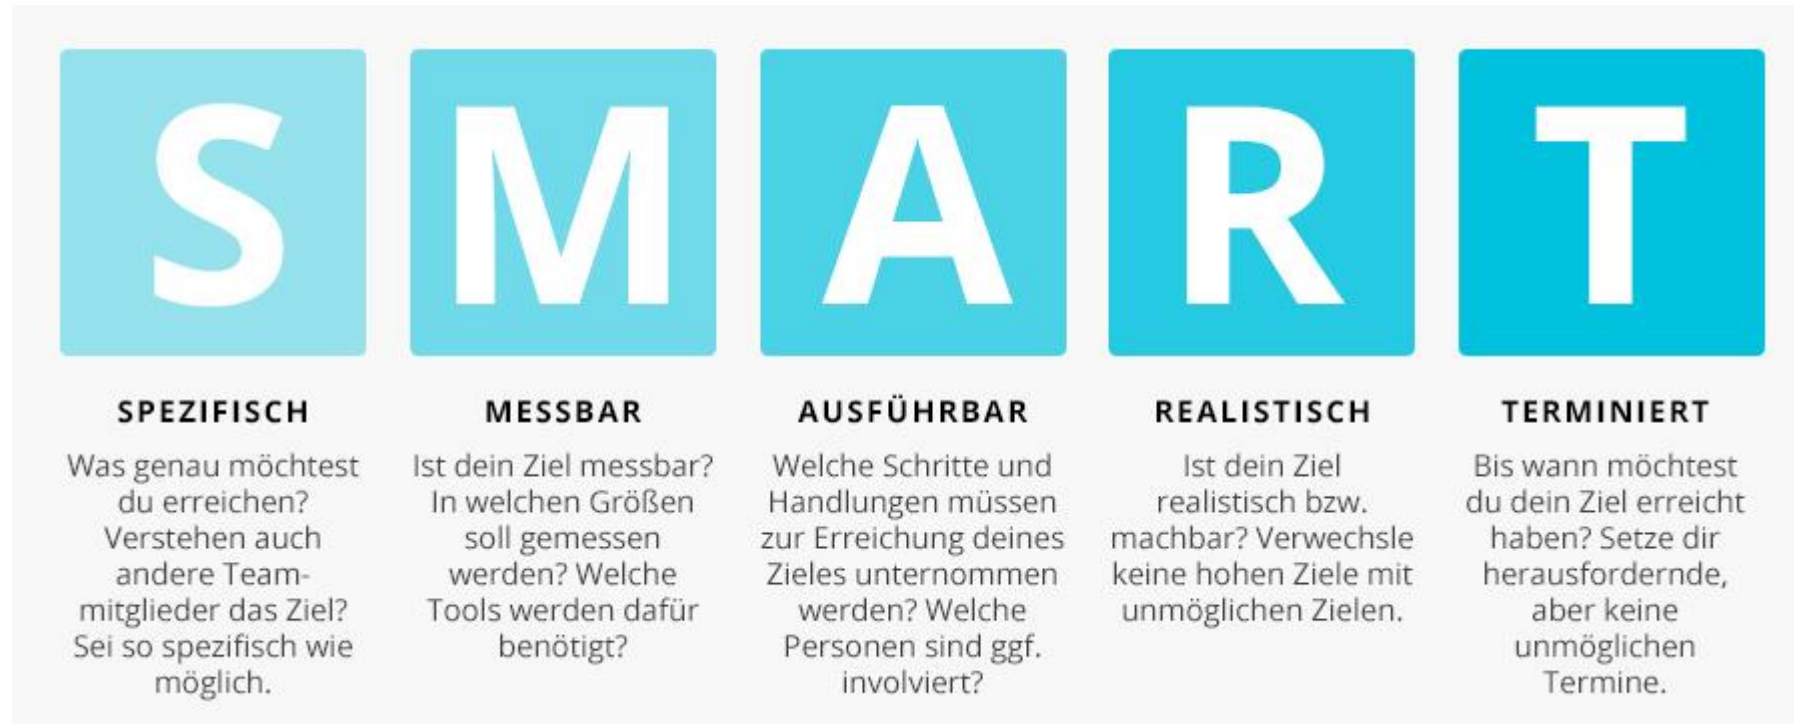 S
M
A
R
T
SPEZIFISCH
Was genau möchtest
du erreichen?
Verstehen auch
andere Team-
mitglieder das Ziel?
Sei so spezifisch wie
möglich.
MESSBAR
Ist dein Ziel messbar?
In welchen Größen
soll gemessen
werden? Welche
Tools werden dafür
benötigt?
AUSFÜHRBAR
Welche Schritte und
Handlungen müssen
zur Erreichung deines
Zieles unternommen
werden? Welche
Personen sind ggf.
involviert?
REALISTISCH
Ist dein Ziel
realistisch bzw.
machbar? Verwechsle
keine hohen Ziele mit
unmöglichen Zielen.
TERMINIERT
Bis wann möchtest
du dein Ziel erreicht
haben? Setze dir
herausfordernde,
aber keine
unmöglichen
Termine.